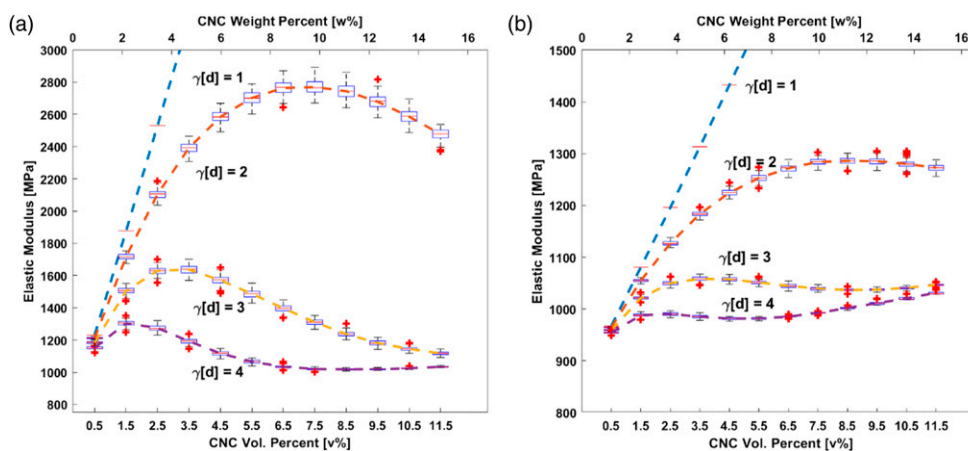 (a)
CNC Weight Percent [w%]
0 2 4 6 8 10 12 14 16
3000
2800
2600
2400
2200
2000
1800
1600
1400
1200
1000
800
Elastic Modulus [MPa]
γ[d] = 1
γ[d] = 2
γ[d] = 3
γ[d] = 4
0.5 1.5 2.5 3.5 4.5 5.5 6.5 7.5 8.5 9.5 10.5 11.5
CNC Vol. Percent [v%]
(b)
CNC Weight Percent [w%]
0 2 4 6 8 10 12 14 16
1500
1400
1300
1200
1100
1000
900
800
Elastic Modulus [MPa]
γ[d] = 1
γ[d] = 2
γ[d] = 3
γ[d] = 4
0.5 1.5 2.5 3.5 4.5 5.5 6.5 7.5 8.5 9.5 10.5 11.5
CNC Vol. Percent [v%]